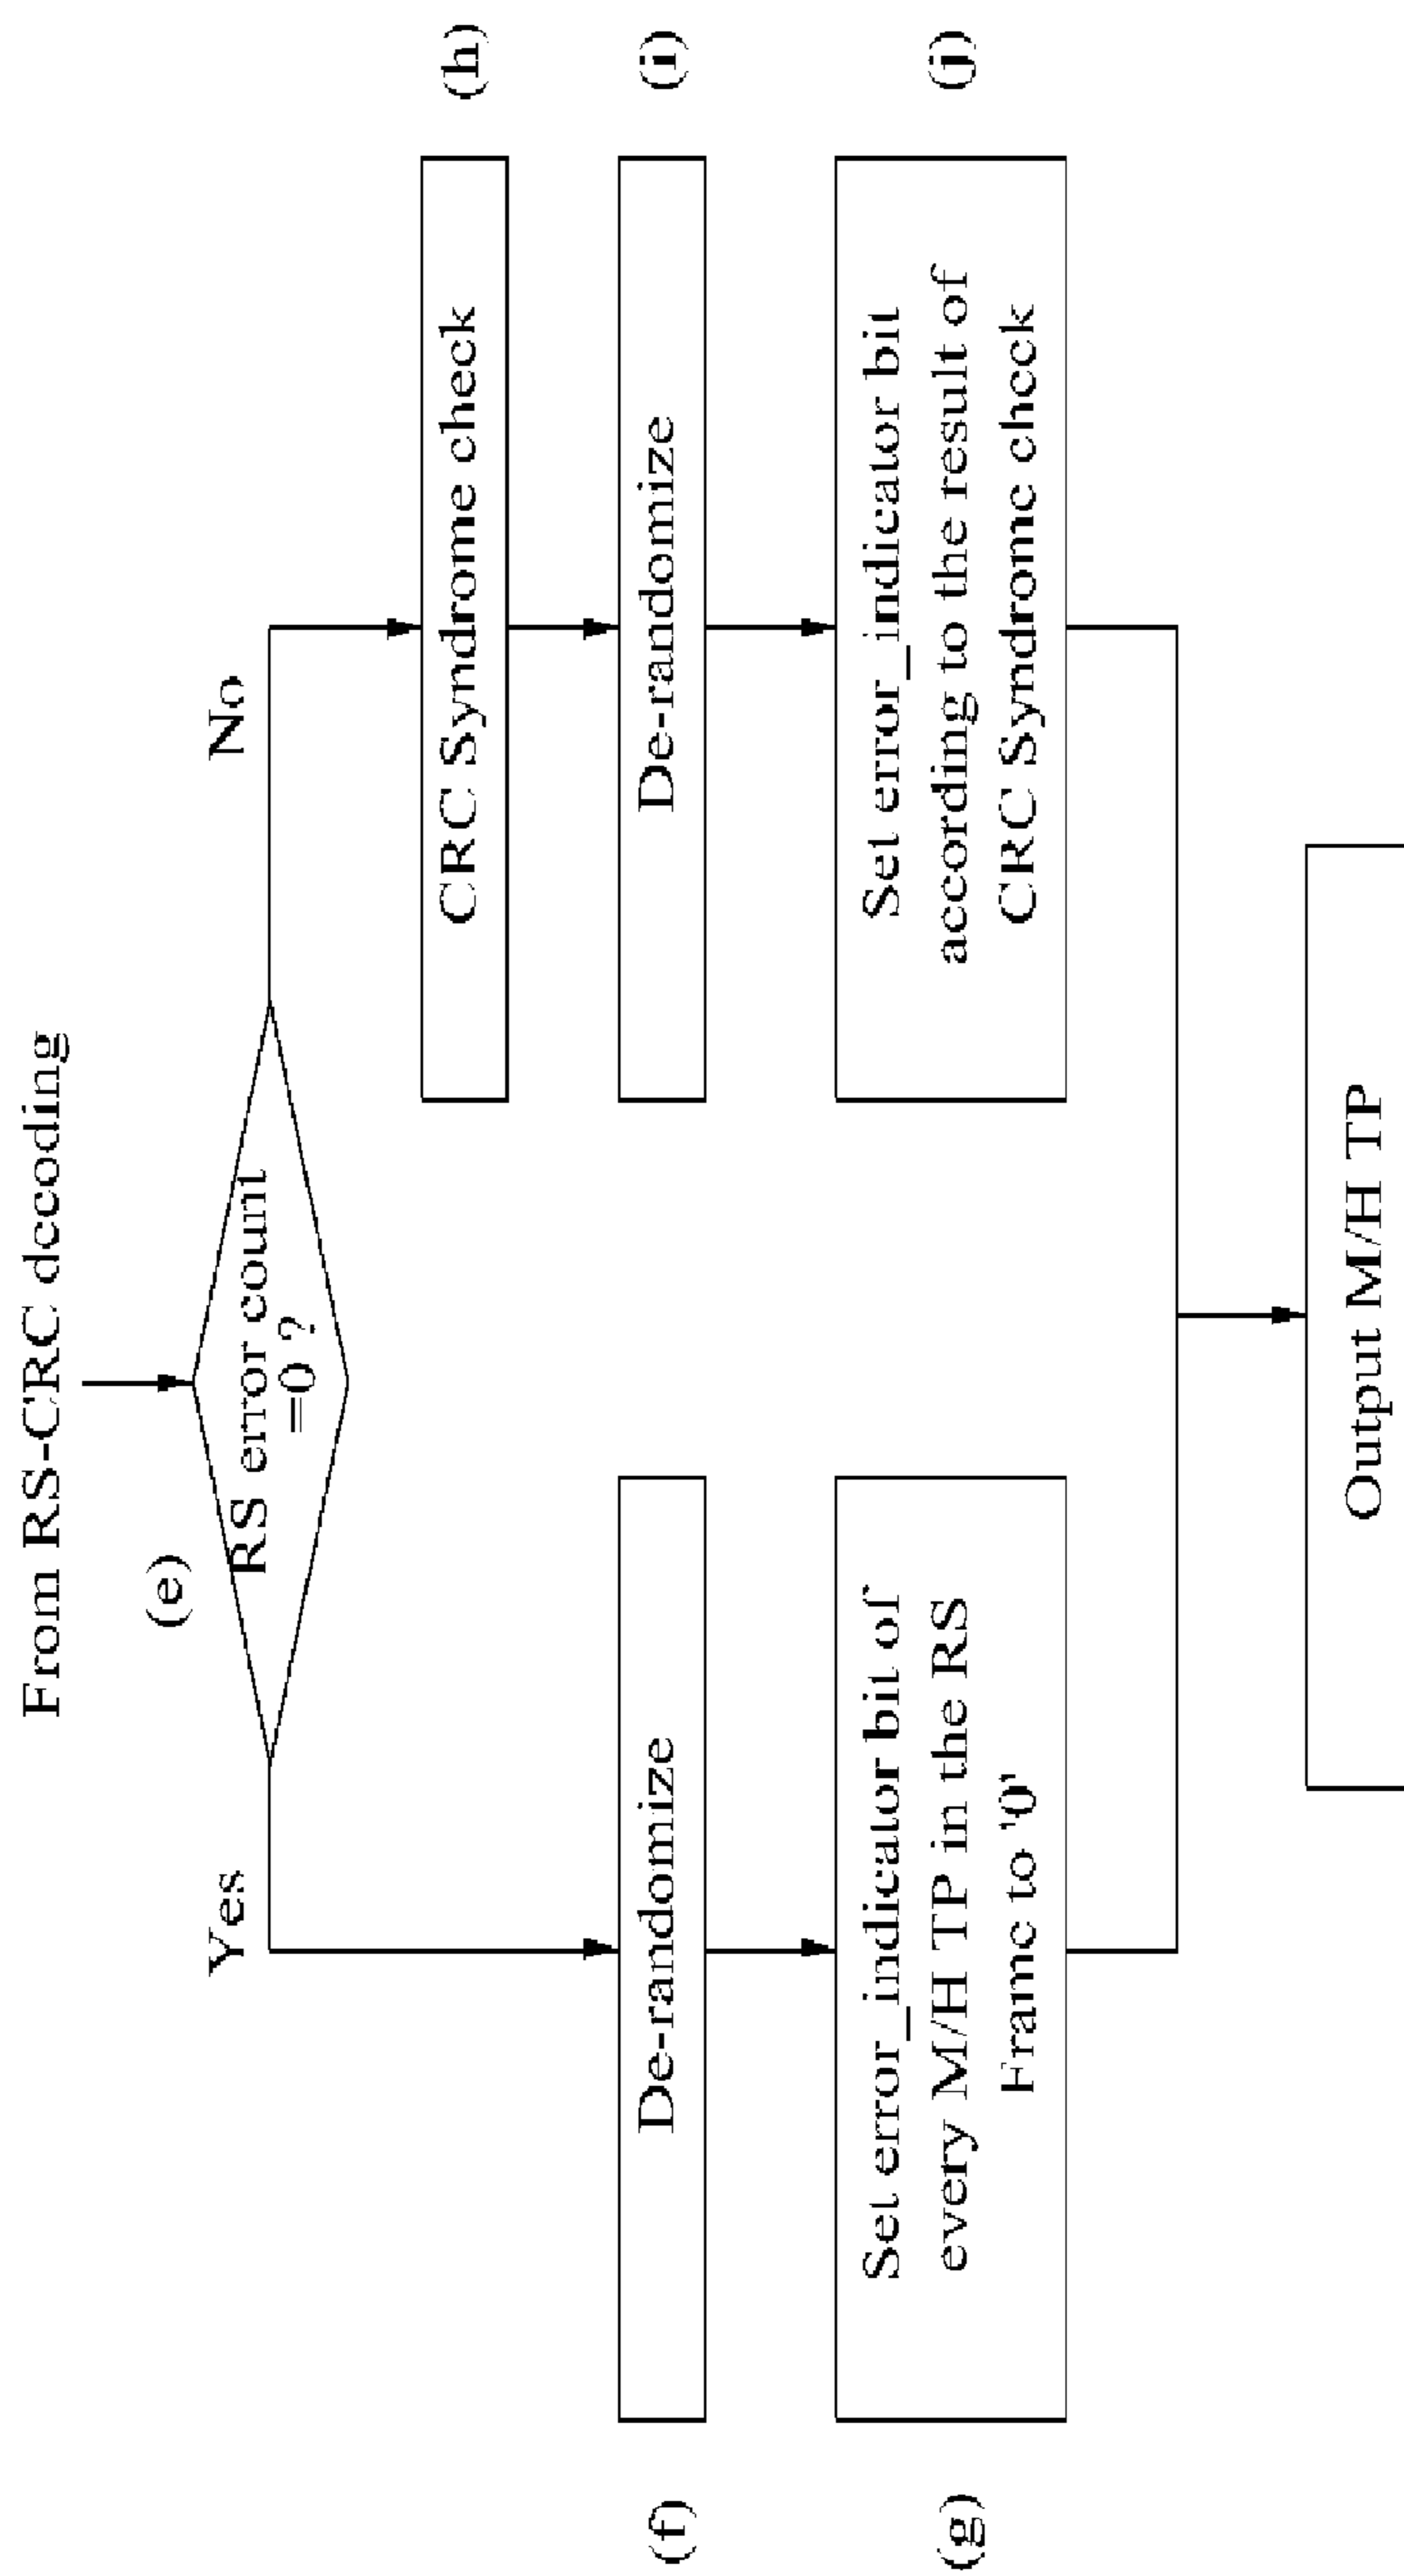 From RS-CRC decoding
(e)
RS error count
=0 ?
Yes
No
CRC Syndrome check
(h)
(f)
De-randomize
De-randomize
(i)
(g)
Set error_indicator bit of
every M/H TP in the RS
Frame to '0'
Set error_indicator bit
according to the result of
CRC Syndrome check
(j)
Output M/H TP